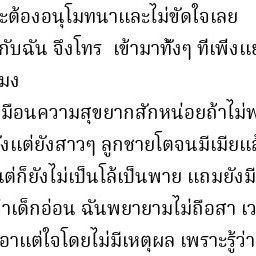 ะต้องอนุโมทนาและไม่ขัดใจเลย
กับฉัน จึงโทร เข้ามาทั้งๆ ที่เพิ่งแย
มง
มือนความสุขยากสักหน่อยถ้าไม่พ
งแต่ยังสาวๆ ลูกชายโตจนมีเมียแล้
แต่ก็ยังไม่เป็นโล้เป็นพาย แถมยังมี
าเด็กอ่อน ฉันพยายามไม่ถือสา เว
อาแต่ใจโดยไม่มีเหตุผล เพราะรู้ว่า